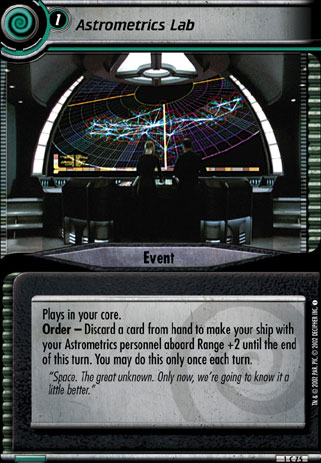 1 Astrometrics Lab
Event
Plays in your core.
Order – Discard a card from hand to make your ship with
your Astrometrics personnel aboard Range +2 until the end
of this turn. You may do this only once each turn.
“Space. The great unknown. Only now, we’re going to know it a
little better.”
TM & © 2002 PAR. PIC. © 2002 DECIPHER INC.
1 C 75